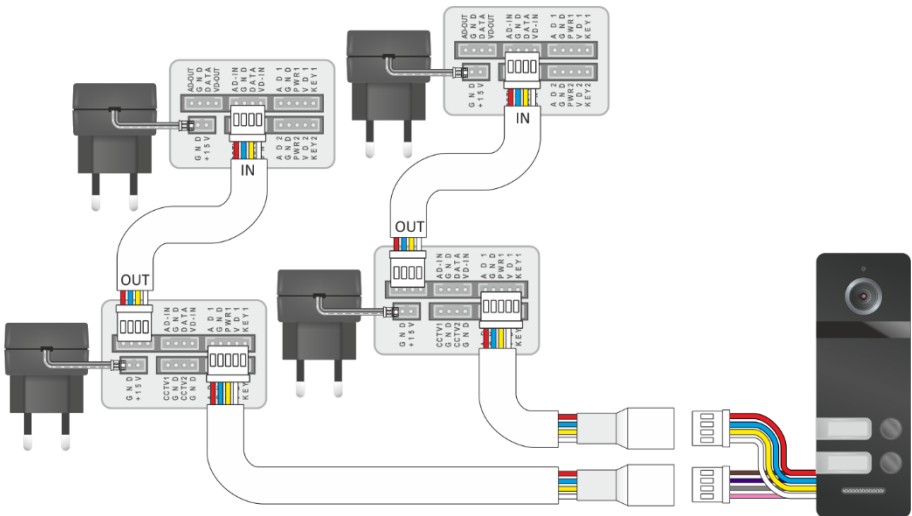 AD-OUT
GND
DATA
VD-OUT
AD-IN
GND
DATA
VD-IN
AD1
GND
PWR1
VD1
KEY1
GND
+15V
AD2
GND
PWR2
VD2
KEY2
IN
AD-OUT
GND
DATA
VD-OUT
AD-IN
GND
DATA
VD-IN
AD1
GND
PWR1
VD1
KEY1
GND
+15V
AD2
GND
PWR2
VD2
KEY2
IN
OUT
AD-IN
GND
DATA
VD-IN
AD1
GND
PWR1
VD1
KEY1
GND
+15V
CCTV1
GND
CCTV2
GND
KEY
OUT
AD-IN
GND
DATA
VD-IN
AD1
GND
PWR1
VD1
KEY1
GND
+15V
CCTV1
GND
CCTV2
GND
KE